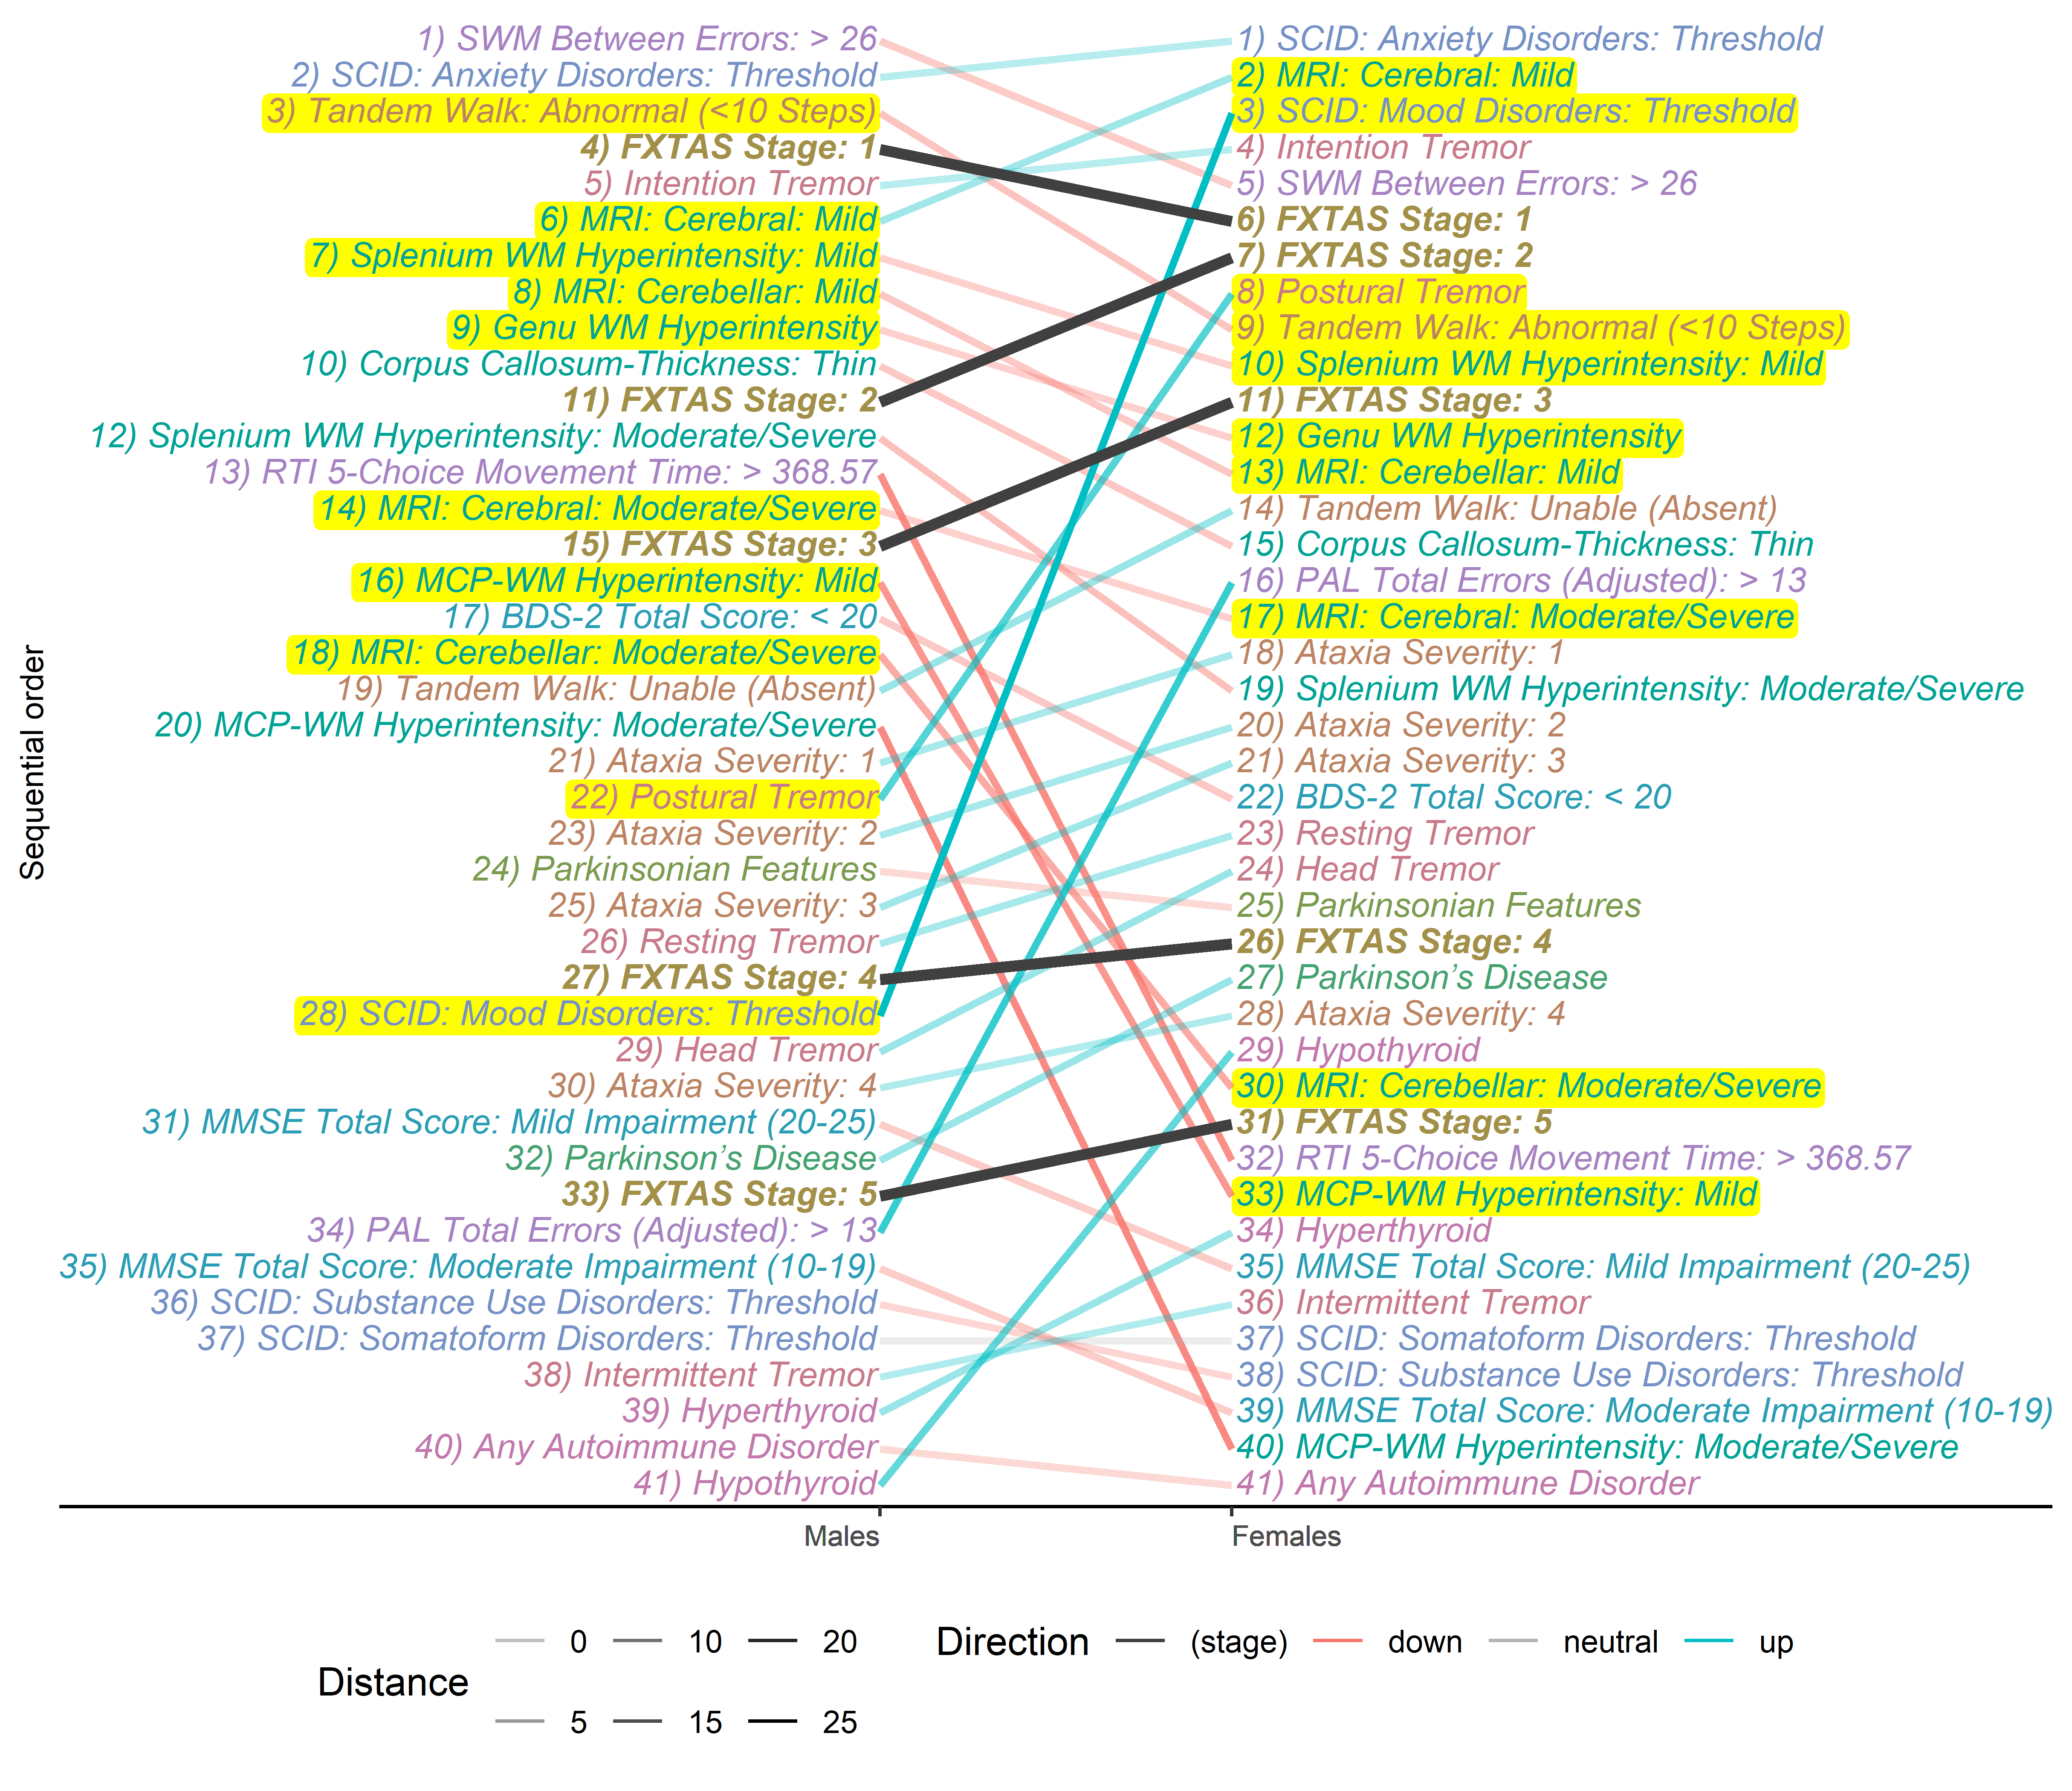 Sequential order
1) SWM Between Errors: > 26
2) SCID: Anxiety Disorders: Threshold
3) Tandem Walk: Abnormal (<10 Steps)
4) FXTAS Stage: 1
5) Intention Tremor
6) MRI: Cerebral: Mild
7) Splenium WM Hyperintensity: Mild
8) MRI: Cerebellar: Mild
9) Genu WM Hyperintensity
10) Corpus Callosum-Thickness: Thin
11) FXTAS Stage: 2
12) Splenium WM Hyperintensity: Moderate/Severe
13) RTI 5-Choice Movement Time: > 368.57
14) MRI: Cerebral: Moderate/Severe
15) FXTAS Stage: 3
16) MCP-WM Hyperintensity: Mild
17) BDS-2 Total Score: < 20
18) MRI: Cerebellar: Moderate/Severe
19) Tandem Walk: Unable (Absent)
20) MCP-WM Hyperintensity: Moderate/Severe
21) Ataxia Severity: 1
22) Postural Tremor
23) Ataxia Severity: 2
24) Parkinsonian Features
25) Ataxia Severity: 3
26) Resting Tremor
27) FXTAS Stage: 4
28) SCID: Mood Disorders: Threshold
29) Head Tremor
30) Ataxia Severity: 4
31) MMSE Total Score: Mild Impairment (20-25)
32) Parkinson's Disease
33) FXTAS Stage: 5
34) PAL Total Errors (Adjusted): > 13
35) MMSE Total Score: Moderate Impairment (10-19)
36) SCID: Substance Use Disorders: Threshold
37) SCID: Somatoform Disorders: Threshold
38) Intermittent Tremor
39) Hyperthyroid
40) Any Autoimmune Disorder
41) Hypothyroid
1) SCID: Anxiety Disorders: Threshold
2) MRI: Cerebral: Mild
3) SCID: Mood Disorders: Threshold
4) Intention Tremor
5) SWM Between Errors: > 26
6) FXTAS Stage: 1
7) FXTAS Stage: 2
8) Postural Tremor
9) Tandem Walk: Abnormal (<10 Steps)
10) Splenium WM Hyperintensity: Mild
11) FXTAS Stage: 3
12) Genu WM Hyperintensity
13) MRI: Cerebellar: Mild
14) Tandem Walk: Unable (Absent)
15) Corpus Callosum-Thickness: Thin
16) PAL Total Errors (Adjusted): > 13
17) MRI: Cerebral: Moderate/Severe
18) Ataxia Severity: 1
19) Splenium WM Hyperintensity: Moderate/Severe
20) Ataxia Severity: 2
21) Ataxia Severity: 3
22) BDS-2 Total Score: < 20
23) Resting Tremor
24) Head Tremor
25) Parkinsonian Features
26) FXTAS Stage: 4
27) Parkinson's Disease
28) Ataxia Severity: 4
29) Hypothyroid
30) MRI: Cerebellar: Moderate/Severe
31) FXTAS Stage: 5
32) RTI 5-Choice Movement Time: > 368.57
33) MCP-WM Hyperintensity: Mild
34) Hyperthyroid
35) MMSE Total Score: Mild Impairment (20-25)
36) Intermittent Tremor
37) SCID: Somatoform Disorders: Threshold
38) SCID: Substance Use Disorders: Threshold
39) MMSE Total Score: Moderate Impairment (10-19)
40) MCP-WM Hyperintensity: Moderate/Severe
41) Any Autoimmune Disorder
Males Females
Distance
0 10 20
5 15 25
Direction (stage) down neutral up